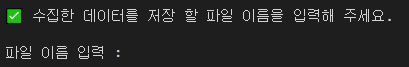 ✅ 수집한 데이터를 저장 할 파일 이름을 입력해 주세요.
파일 이름 입력 :